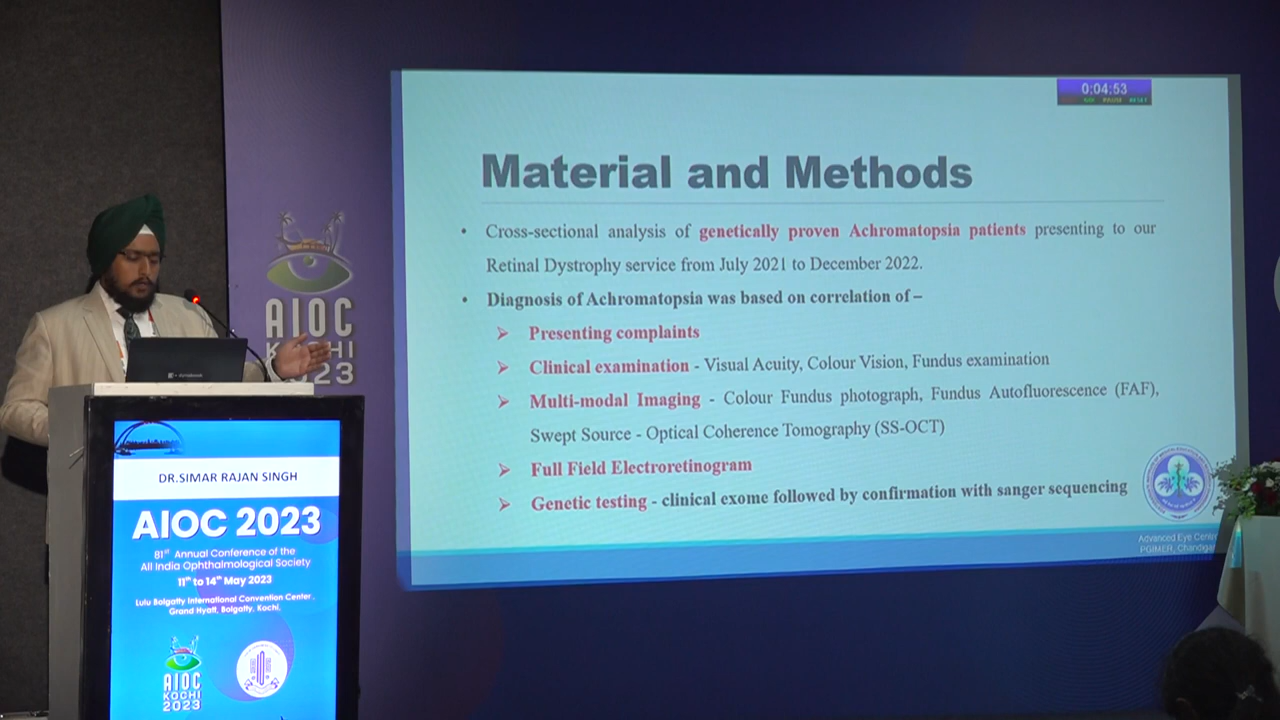 0:04:53
Material and Methods
• Cross-sectional analysis of genetically proven Achromatopsia patients presenting to our
Retinal Dystrophy service from July 2021 to December 2022.
• Diagnosis of Achromatopsia was based on correlation of –
➢ Presenting complaints
➢ Clinical examination - Visual Acuity, Colour Vision, Fundus examination
➢ Multi-modal Imaging - Colour Fundus photograph, Fundus Autofluorescence (FAF),
Swept Source - Optical Coherence Tomography (SS-OCT)
➢ Full Field Electroretinogram
➢ Genetic testing - clinical exome followed by confirmation with sanger sequencing
Advanced Eye
PGIMER,
AIOC
2023
DR.SIMAR RAJAN SINGH
AIOC 2023
81st Annual Conference of the
All India Ophthalmological Society
11th to 14th May 2023
Lulu Bolgatty International Convention Center,
Grand Hyatt, Bolgatty, Kochi.
AIOC
KOCHI
2023